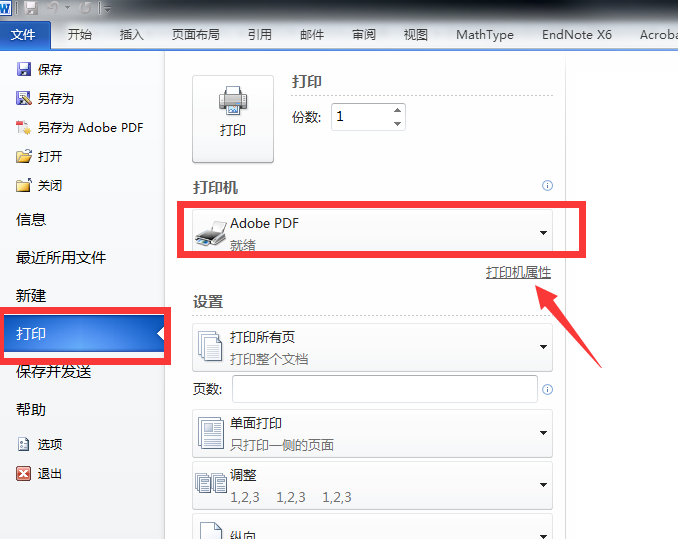 文件 开始 插入 页面布局 引用 邮件 审阅 视图 MathType EndNote X6 Acroba
保存
另存为
另存为 Adobe PDF
打开
关闭
信息
最近所用文件
新建
打印
保存并发送
帮助
选项
退出
打印
打印
份数: 1
打印机
Adobe PDF
就绪
打印机属性
设置
打印所有页
打印整个文档
页数:
单面打印
只打印一侧的页面
调整
1,2,3 1,2,3 1,2,3
纵向